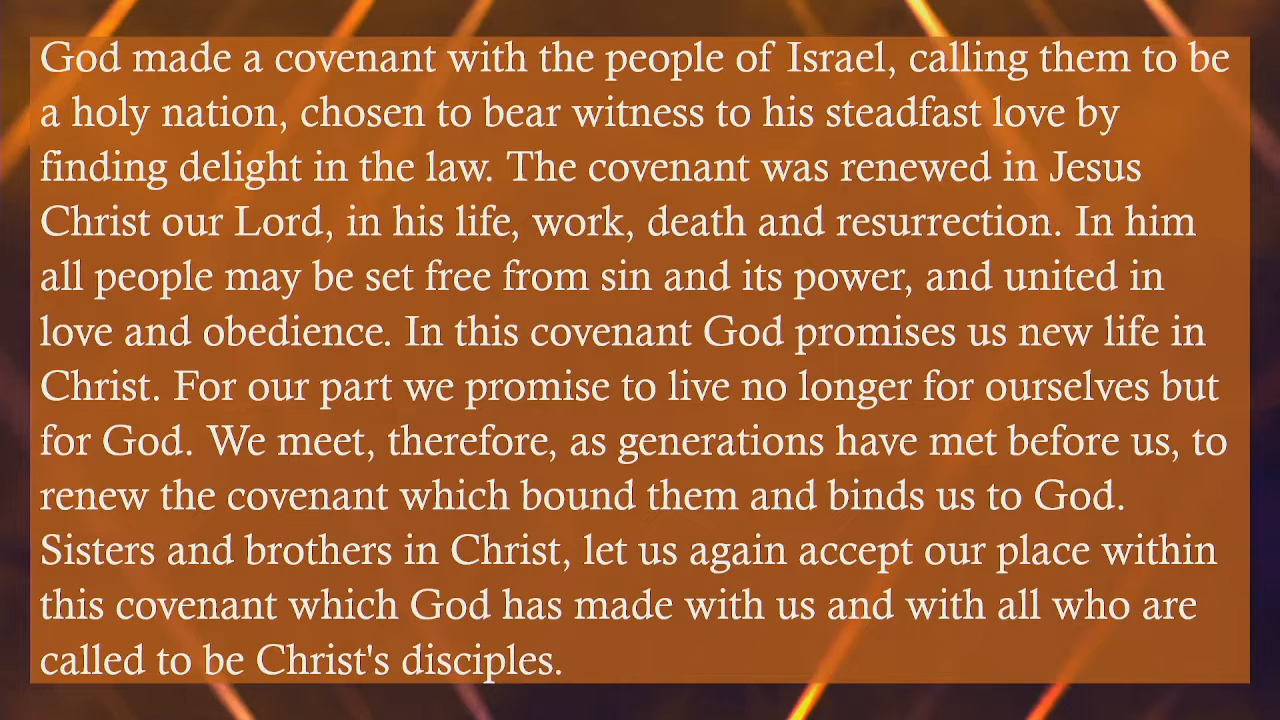 God made a covenant with the people of Israel, calling them to be
a holy nation, chosen to bear witness to his steadfast love by
finding delight in the law. The covenant was renewed in Jesus
Christ our Lord, in his life, work, death and resurrection. In him
all people may be set free from sin and its power, and united in
love and obedience. In this covenant God promises us new life in
Christ. For our part we promise to live no longer for ourselves but
for God. We meet, therefore, as generations have met before us, to
renew the covenant which bound them and binds us to God.
Sisters and brothers in Christ, let us again accept our place within
this covenant which God has made with us and with all who are
called to be Christ's disciples.